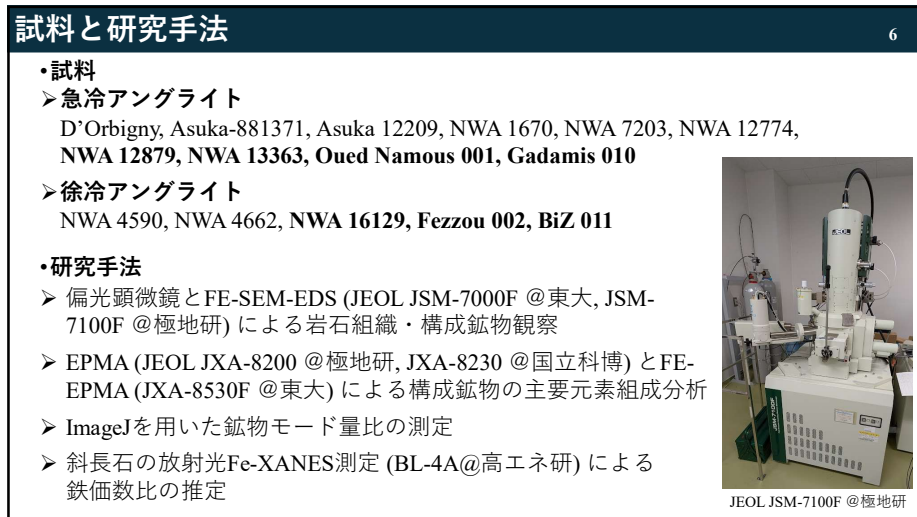 試料と研究手法
6
•試料
➢急冷アングライト
D’Orbigny, Asuka-881371, Asuka 12209, NWA 1670, NWA 7203, NWA 12774,
NWA 12879, NWA 13363, Oued Namous 001, Gadamis 010
➢徐冷アングライト
NWA 4590, NWA 4662, NWA 16129, Fezzou 002, BiZ 011
•研究手法
➢ 偏光顕微鏡とFE-SEM-EDS (JEOL JSM-7000F @東大, JSM-
7100F @極地研) による岩石組織・構成鉱物観察
➢ EPMA (JEOL JXA-8200 @極地研, JXA-8230 @国立科博) とFE-
EPMA (JXA-8530F @東大) による構成鉱物の主要元素組成分析
➢ ImageJを用いた鉱物モード量比の測定
➢ 斜長石の放射光Fe-XANES測定 (BL-4A@高エネ研) による
鉄価数比の推定
JEOL
JSM-7100F
JEOL JSM-7100F @極地研